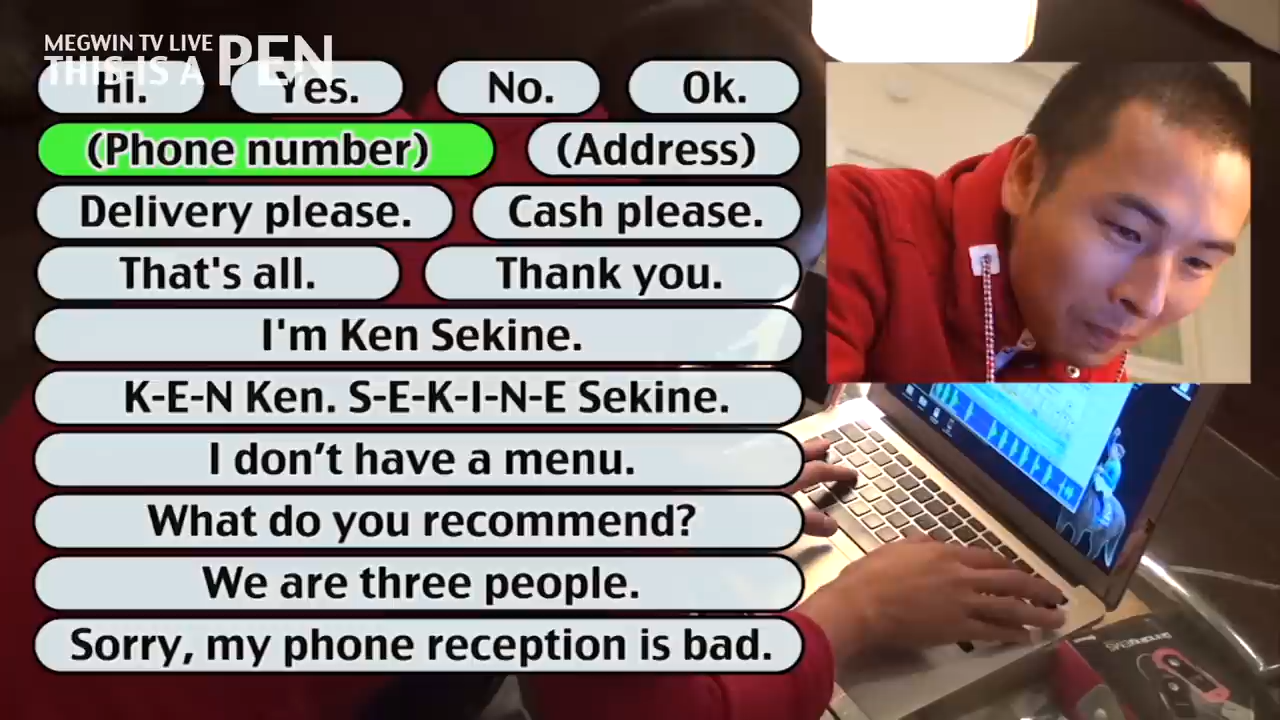 MEGWIN TV LIVE
THIS IS A PEN
Hi. Yes. No. Ok.
(Phone number) (Address)
Delivery please. Cash please.
That's all. Thank you.
I'm Ken Sekine.
K-E-N Ken. S-E-K-I-N-E Sekine.
I don’t have a menu.
What do you recommend?
We are three people.
Sorry, my phone reception is bad.